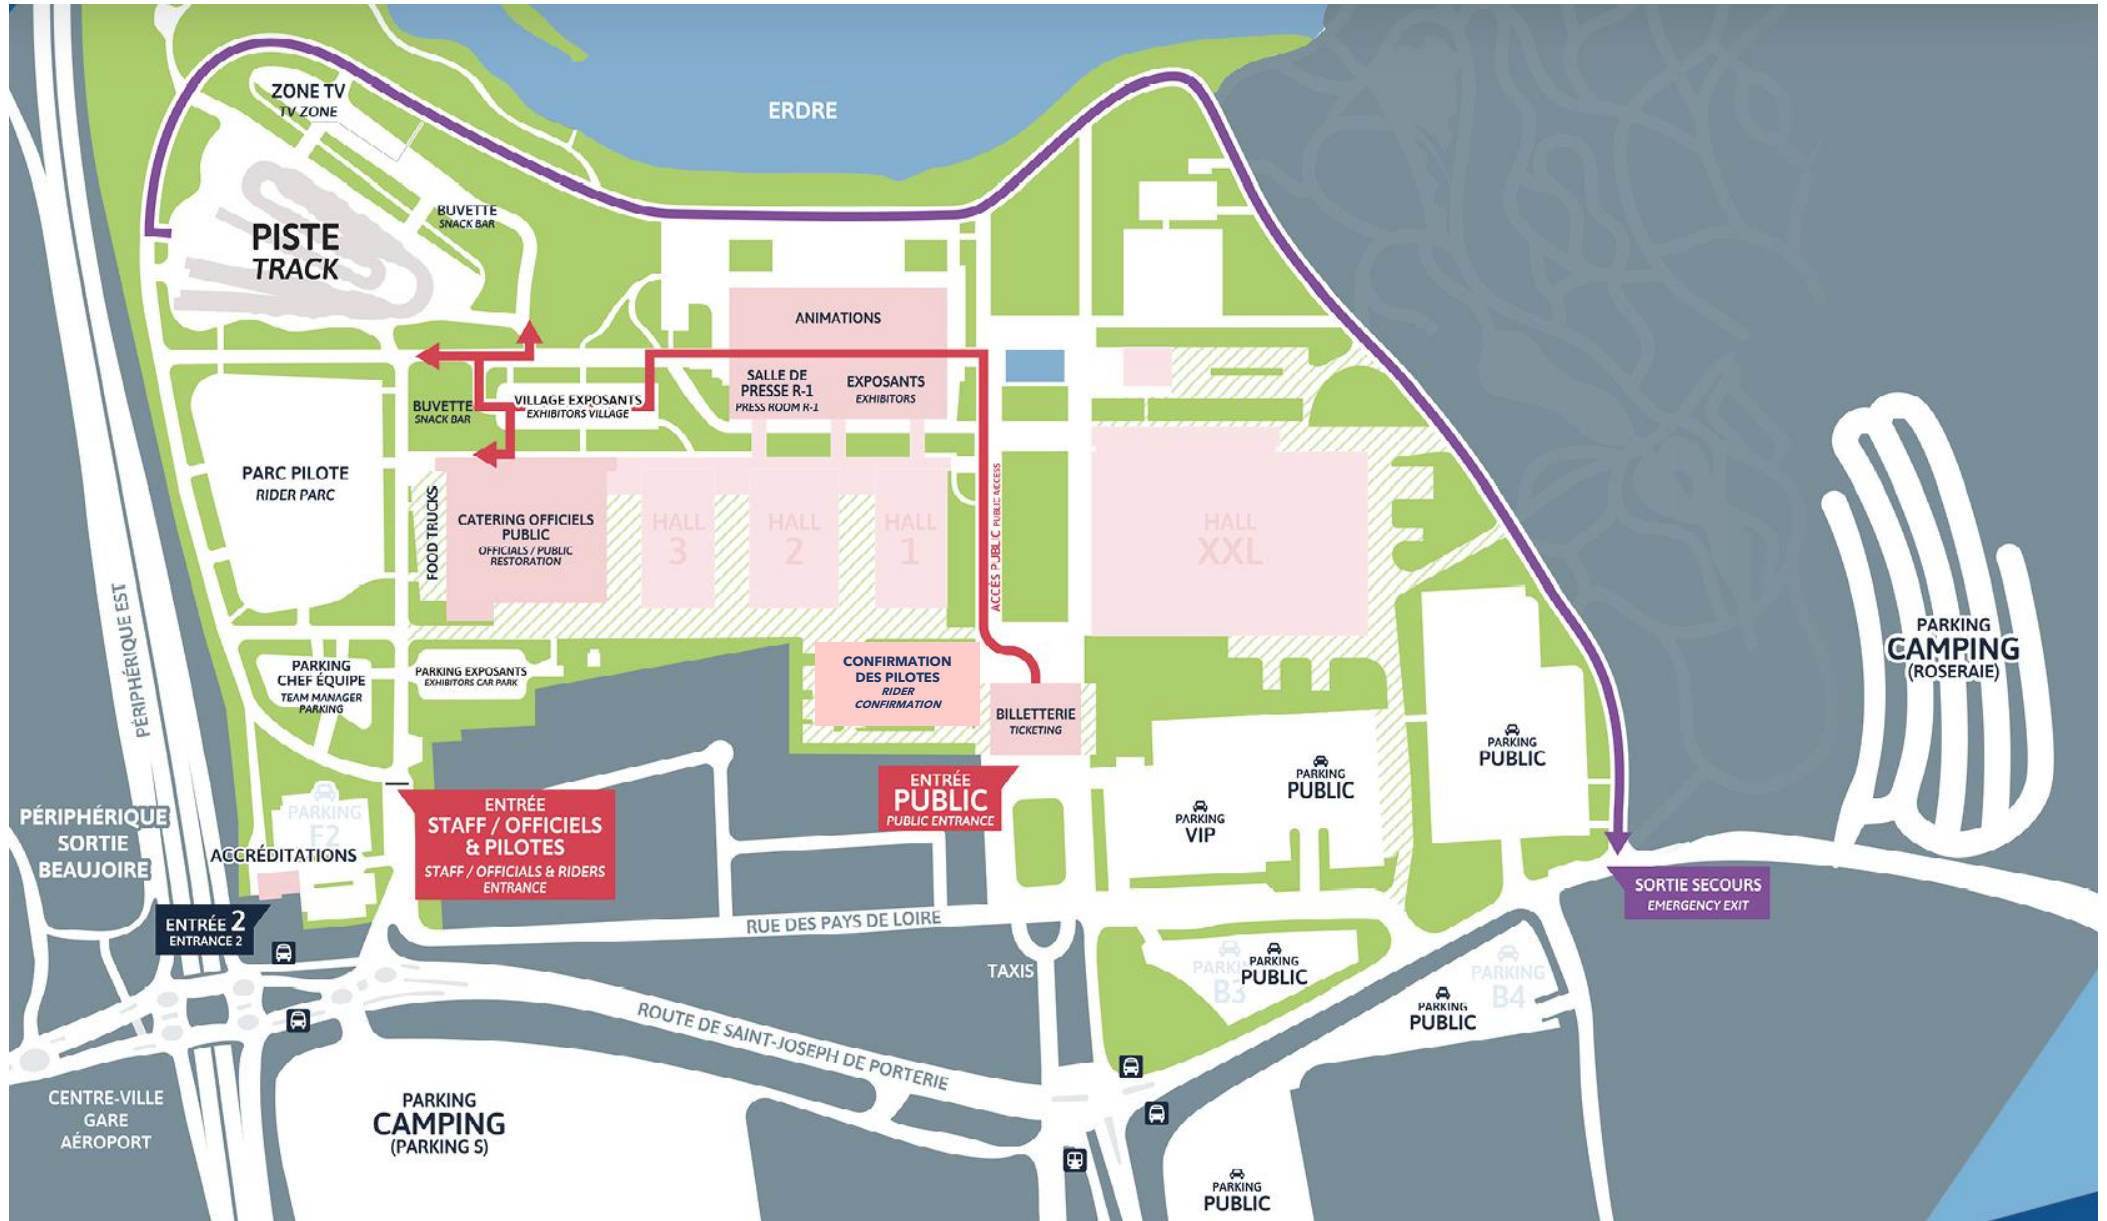 ZONE TV
TV ZONE
ERDRE
BUVETTE
SNACK BAR
PISTE
TRACK
ANIMATIONS
SALLE DE
PRESSE R-1
PRESS ROOM R-1
EXPOSANTS
EXHIBITORS
VILLAGE EXPOSANTS
EXHIBITORS VILLAGE
BUVETTE
SNACK BAR
PARC PILOTE
RIDER PARC
FOOD TRUCKS
CATERING OFFICIELS
PUBLIC
OFFICIALS / PUBLIC
RESTORATION
HALL
3
HALL
2
HALL
1
ACCÈS PUBLIC PUBLIC ACCESS
HALL
XXL
PÉRIPHÉRIQUE EST
PARKING
CHEF ÉQUIPE
TEAM MANAGER
PARKING
PARKING EXPOSANTS
EXHIBITORS CAR PARK
CONFIRMATION
DES PILOTES
RIDER
CONFIRMATION
BILLETTERIE
TICKETING
PARKING
CAMPING
(ROSERAIE)
PARKING
PUBLIC
PARKING
PUBLIC
PARKING
VIP
ENTRÉE
PUBLIC
PUBLIC ENTRANCE
PARKING
F2
ACCRÉDITATIONS
ENTRÉE
STAFF / OFFICIELS
& PILOTES
STAFF / OFFICIALS & RIDERS
ENTRANCE
PÉRIPHÉRIQUE
SORTIE
BEAUJOIRE
SORTIE SECOURS
EMERGENCY EXIT
ENTRÉE 2
ENTRANCE 2
RUE DES PAYS DE LOIRE
TAXIS
PARKING
B3
PARKING
PUBLIC
PARKING
B4
PARKING
PUBLIC
ROUTE DE SAINT-JOSEPH DE PORTERIE
CENTRE-VILLE
GARE
AÉROPORT
PARKING
CAMPING
(PARKING S)
PARKING
PUBLIC